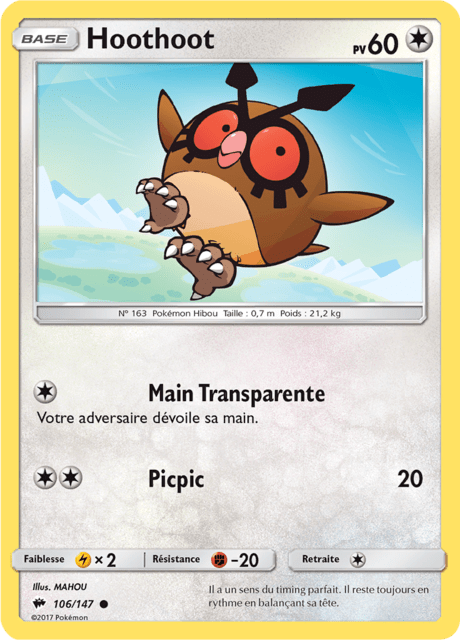 BASE Hoothoot PV 60
N° 163 Pokémon Hibou Taille : 0,7 m Poids : 21,2 kg
Main Transparente
Votre adversaire dévoile sa main.
Picpic 20
Faiblesse × 2 Résistance -20 Retraite
Illus. MAHOU
106/147
©2017 Pokémon
Il a un sens du timing parfait. Il reste toujours en
rythme en balançant sa tête.